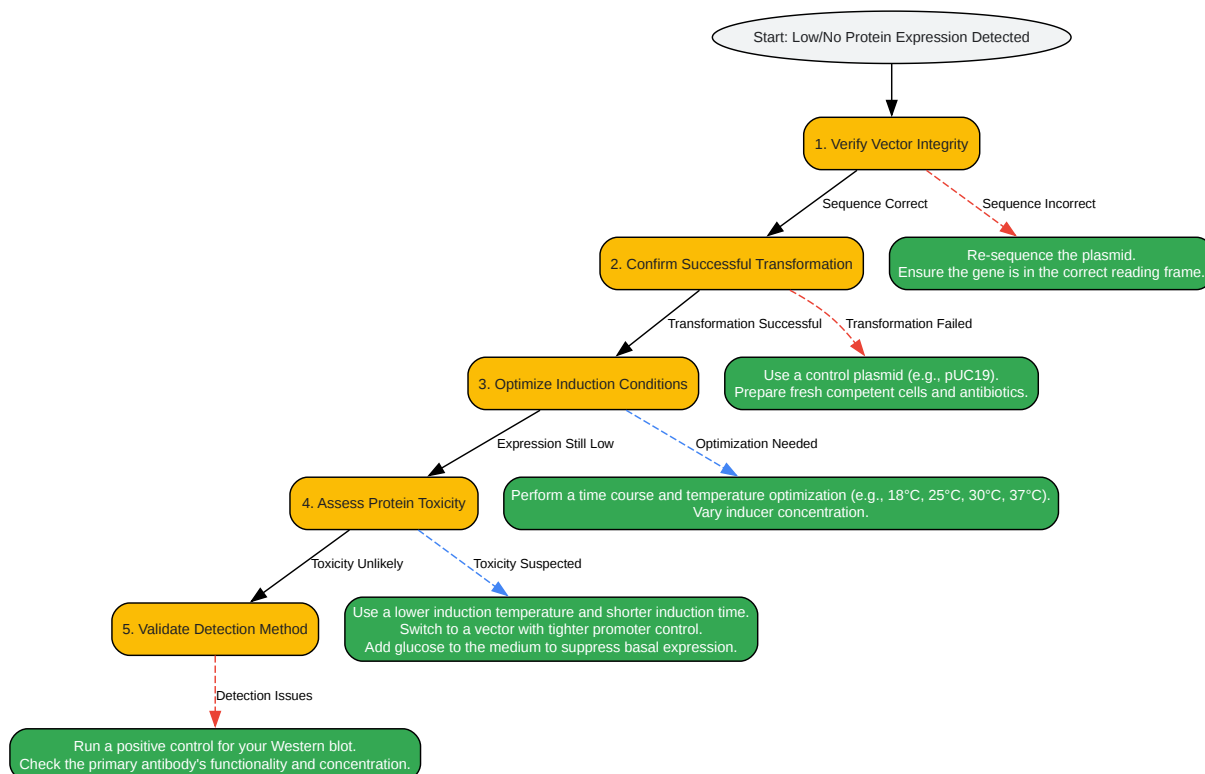 Start: Low/No Protein Expression Detected
1. Verify Vector Integrity
Sequence Correct
Sequence Incorrect
2. Confirm Successful Transformation
Re-sequence the plasmid.
Ensure the gene is in the correct reading frame.
Transformation Successful
Transformation Failed
3. Optimize Induction Conditions
Use a control plasmid (e.g., pUC19).
Prepare fresh competent cells and antibiotics.
Expression Still Low
Optimization Needed
4. Assess Protein Toxicity
Perform a time course and temperature optimization (e.g., 18°C, 25°C, 30°C, 37°C).
Vary inducer concentration.
Toxicity Unlikely
Toxicity Suspected
5. Validate Detection Method
Use a lower induction temperature and shorter induction time.
Switch to a vector with tighter promoter control.
Add glucose to the medium to suppress basal expression.
Detection Issues
Run a positive control for your Western blot.
Check the primary antibody's functionality and concentration.